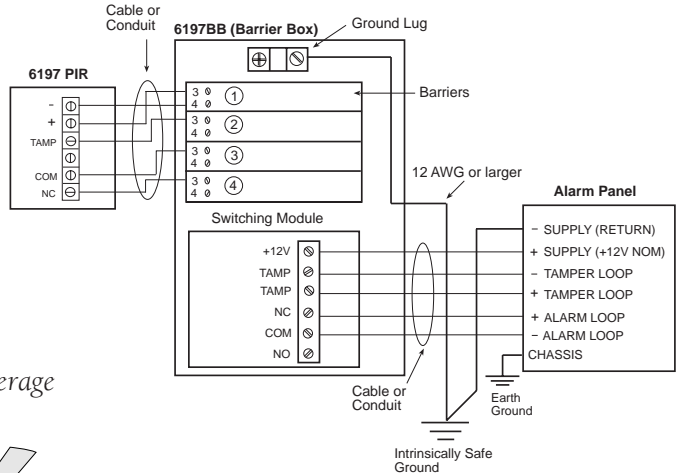 Cable or
Conduit
6197BB (Barrier Box)
Ground Lug
6197 PIR
-
+
TAMP
COM
NC
3
4
1
3
4
2
3
4
3
3
4
4
Barriers
12 AWG or larger
Switching Module
+12V
TAMP
TAMP
NC
COM
NO
Alarm Panel
- SUPPLY (RETURN)
+ SUPPLY (+12V NOM)
- TAMPER LOOP
+ TAMPER LOOP
+ ALARM LOOP
- ALARM LOOP
CHASSIS
Cable or
Conduit
Earth
Ground
Intrinsically Safe
Ground